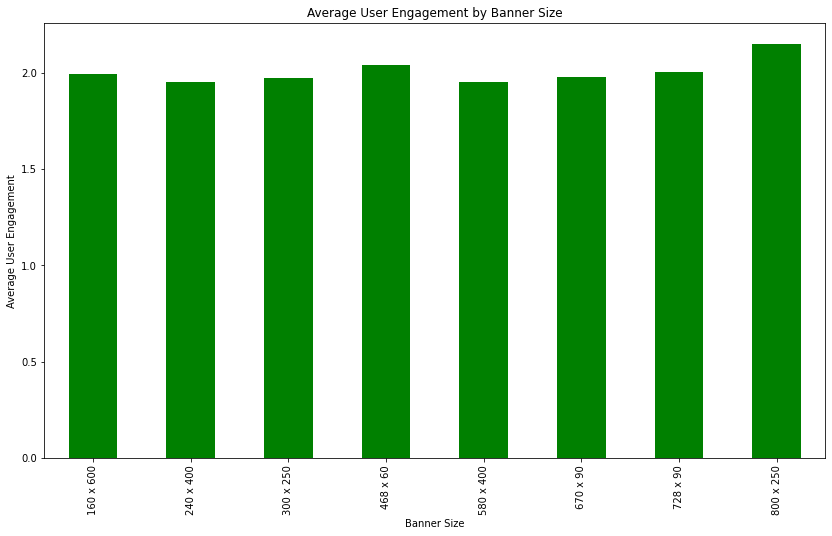 Average User Engagement by Banner Size
Average User Engagement
2.0
1.5
1.0
0.5
0.0
160 x 600
240 x 400
300 x 250
468 x 60
580 x 400
670 x 90
728 x 90
800 x 250
Banner Size